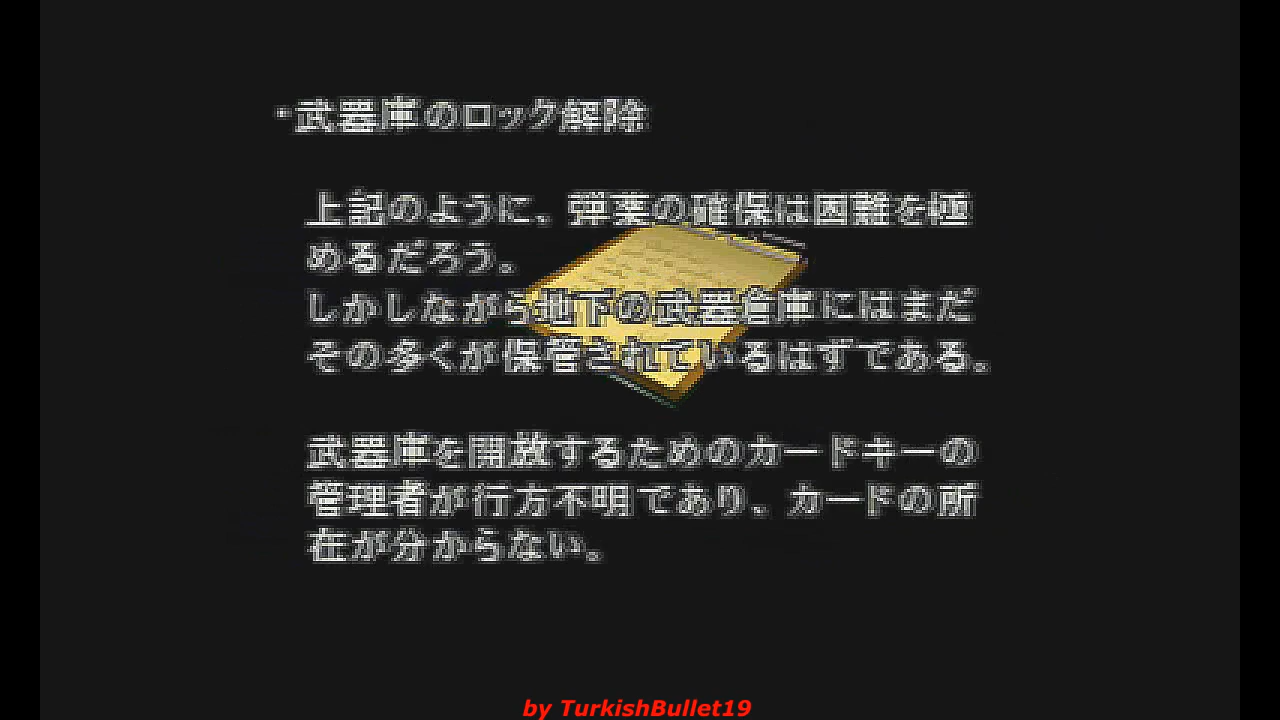 ・武器庫のロック解除
上記のように、弾薬の確保は困難を極
めるだろう。
しかしながら地下の武器倉庫にはまだ
その多くが保管されているはずである。
武器庫を開放するためのカードキーの
管理者が行方不明であり、カードの所
在が分からない。
by TurkishBullet19